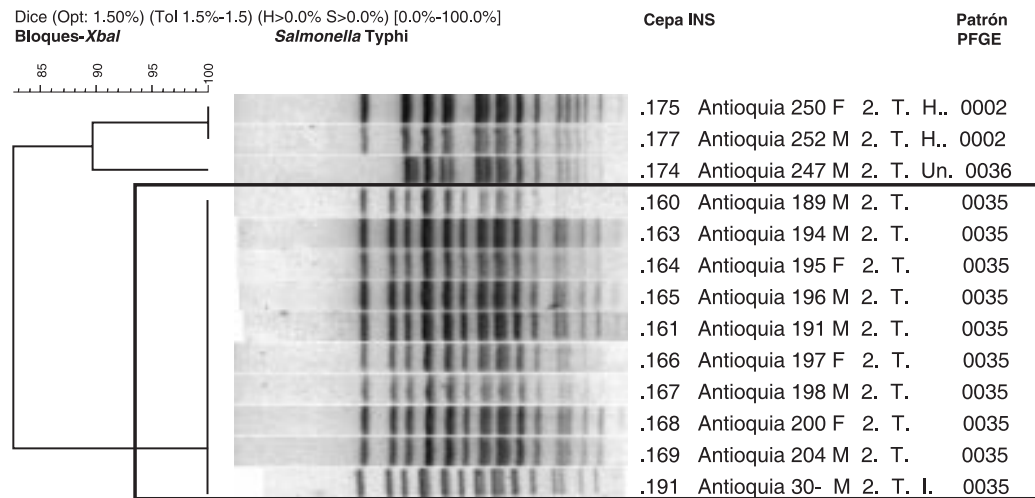 Dice (Opt: 1.50%) (Tol 1.5%-1.5) (H>0.0% S>0.0%) [0.0%-100.0%]
Bloques-XbaI Salmonella Typhi Cepa INS Patrón PFGE
85 90 95 100
.175 Antioquia 250 F 2. T. H.. 0002
.177 Antioquia 252 M 2. T. H.. 0002
.174 Antioquia 247 M 2. T. Un. 0036
.160 Antioquia 189 M 2. T. 0035
.163 Antioquia 194 M 2. T. 0035
.164 Antioquia 195 F 2. T. 0035
.165 Antioquia 196 M 2. T. 0035
.161 Antioquia 191 M 2. T. 0035
.166 Antioquia 197 F 2. T. 0035
.167 Antioquia 198 M 2. T. 0035
.168 Antioquia 200 F 2. T. 0035
.169 Antioquia 204 M 2. T. 0035
.191 Antioquia 30- M 2. T. I. 0035